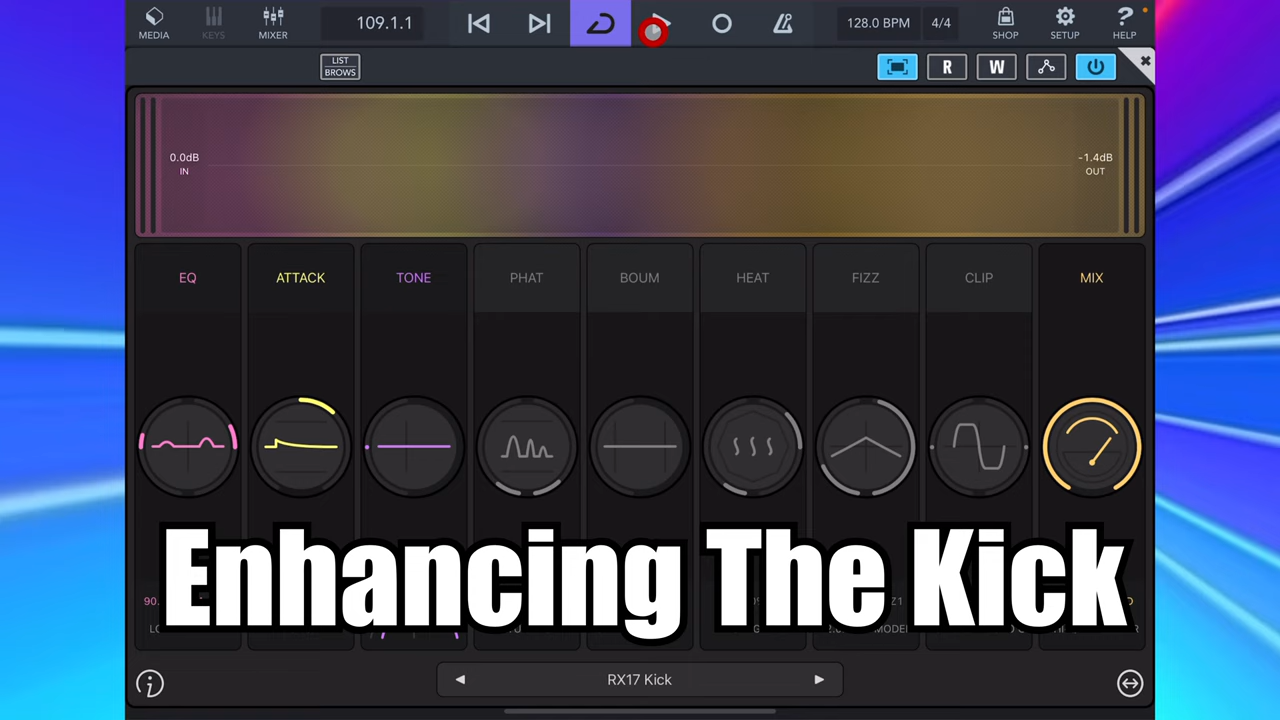 MEDIA
KEYS
MIXER
109.1.1
128.0 BPM
4/4
SHOP
SETUP
HELP
LIST
BROWS
R
W
0.0dB
IN
-1.4dB
OUT
EQ
ATTACK
TONE
PHAT
BOUM
HEAT
FIZZ
CLIP
MIX
Enhancing The Kick
RX17 Kick